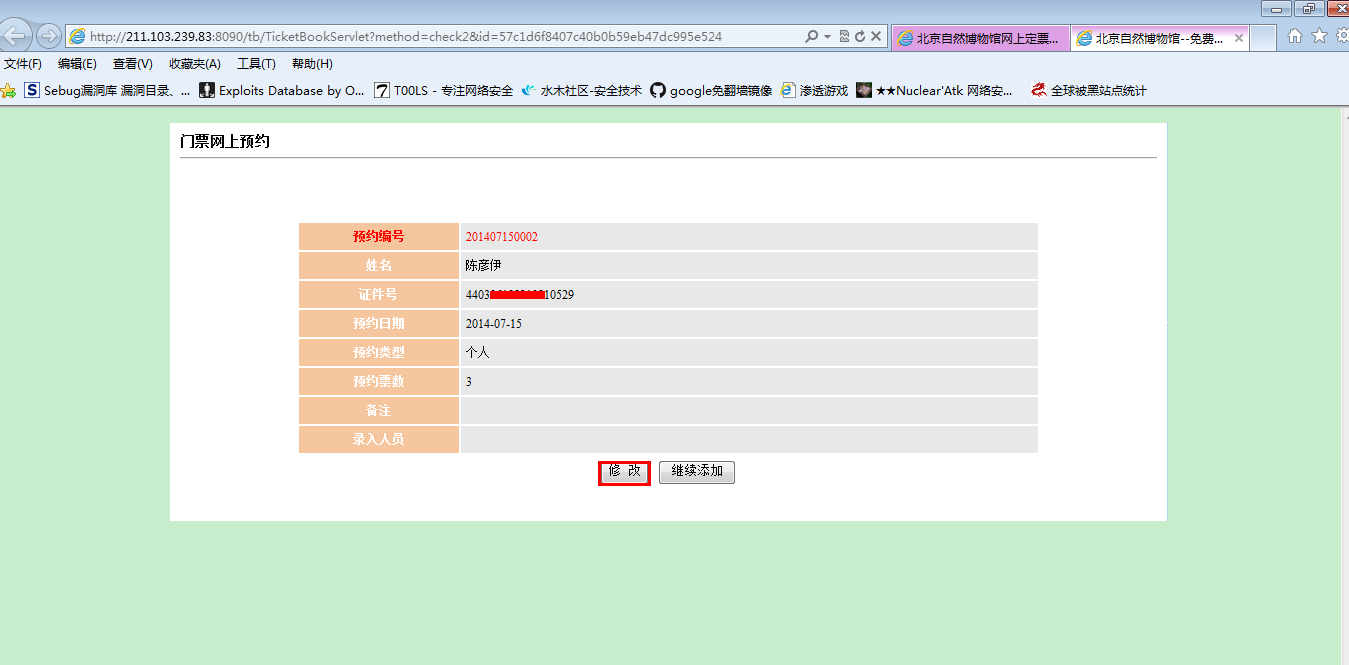 http://211.103.239.83:8090/tb/TicketBookServlet?method=check2&id=57c1d6f8407c40b0b59eb47dc995e524 北京自然博物馆网上定票... 北京自然博物馆--免费...
文件(F) 编辑(E) 查看(V) 收藏夹(A) 工具(T) 帮助(H)
Sebug漏洞库 漏洞目录、... Exploits Database by O... T00LS - 专注网络安全 水木社区-安全技术 google免翻墙镜像 渗透游戏 ★★Nuclear'Atk 网络安... 全球被黑站点统计
门票网上预约
预约编号 201407150002
姓名 陈彦伊
证件号 4403 10529
预约日期 2014-07-15
预约类型 个人
预约票数 3
备注
录入人员
修 改 继续添加